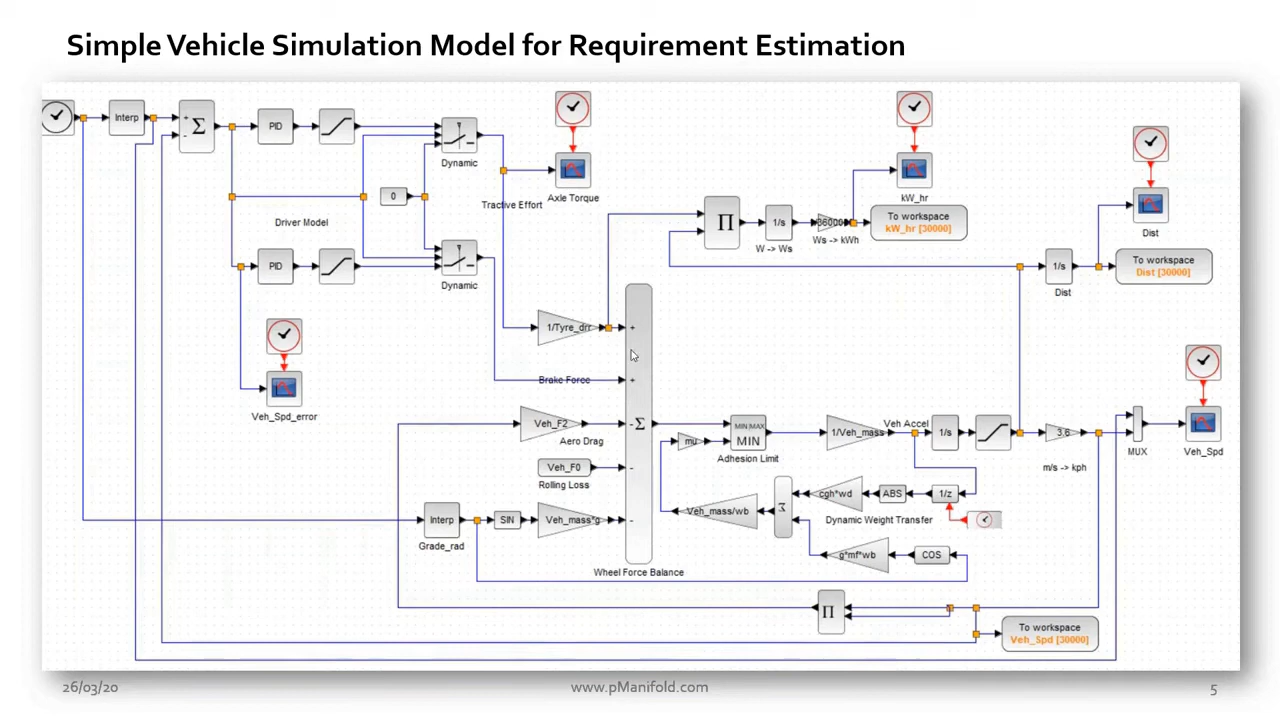 Simple Vehicle Simulation Model for Requirement Estimation
Interp
+
-
Σ
PID
Dynamic
Axle Torque
kW_hr
Dist
0
Tractive Effort
Driver Model
Π
1/s
W -> Ws
Ws -> kWh
To workspace
kW_hr [30000]
1/s
Dist
To workspace
Dist [30000]
PID
Dynamic
1/Tyre_drr
+
Brake Force
+
Veh_Spd_error
Veh_F2
Aero Drag
-
Σ
mu
MIN MAX
MIN
Adhesion Limit
1/Veh_mass
Veh Accel
1/s
3.6
m/s -> kph
MUX
Veh_Spd
Veh_F0
Rolling Loss
-
Interp
Grade_rad
SIN
Veh_mass*g
-
Wheel Force Balance
Veh_mass/wb
Σ
cgh*wd
ABS
1/z
Dynamic Weight Transfer
g*mf*wb
COS
Π
To workspace
Veh_Spd [30000]
26/03/20
www.pManifold.com
5